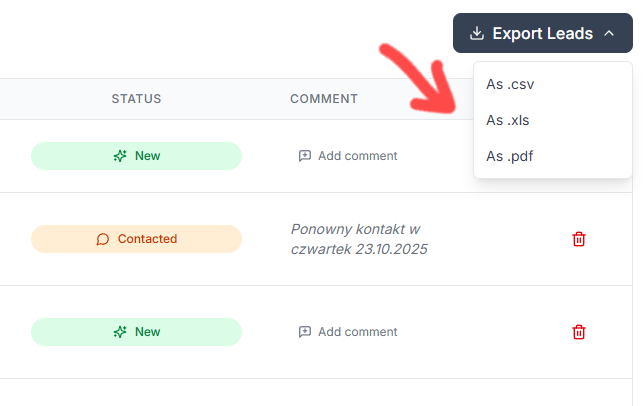 Export Leads
As .csv
As .xls
As .pdf
STATUS
COMMENT
New
Add comment
Contacted
Ponowny kontakt w
czwartek 23.10.2025
New
Add comment